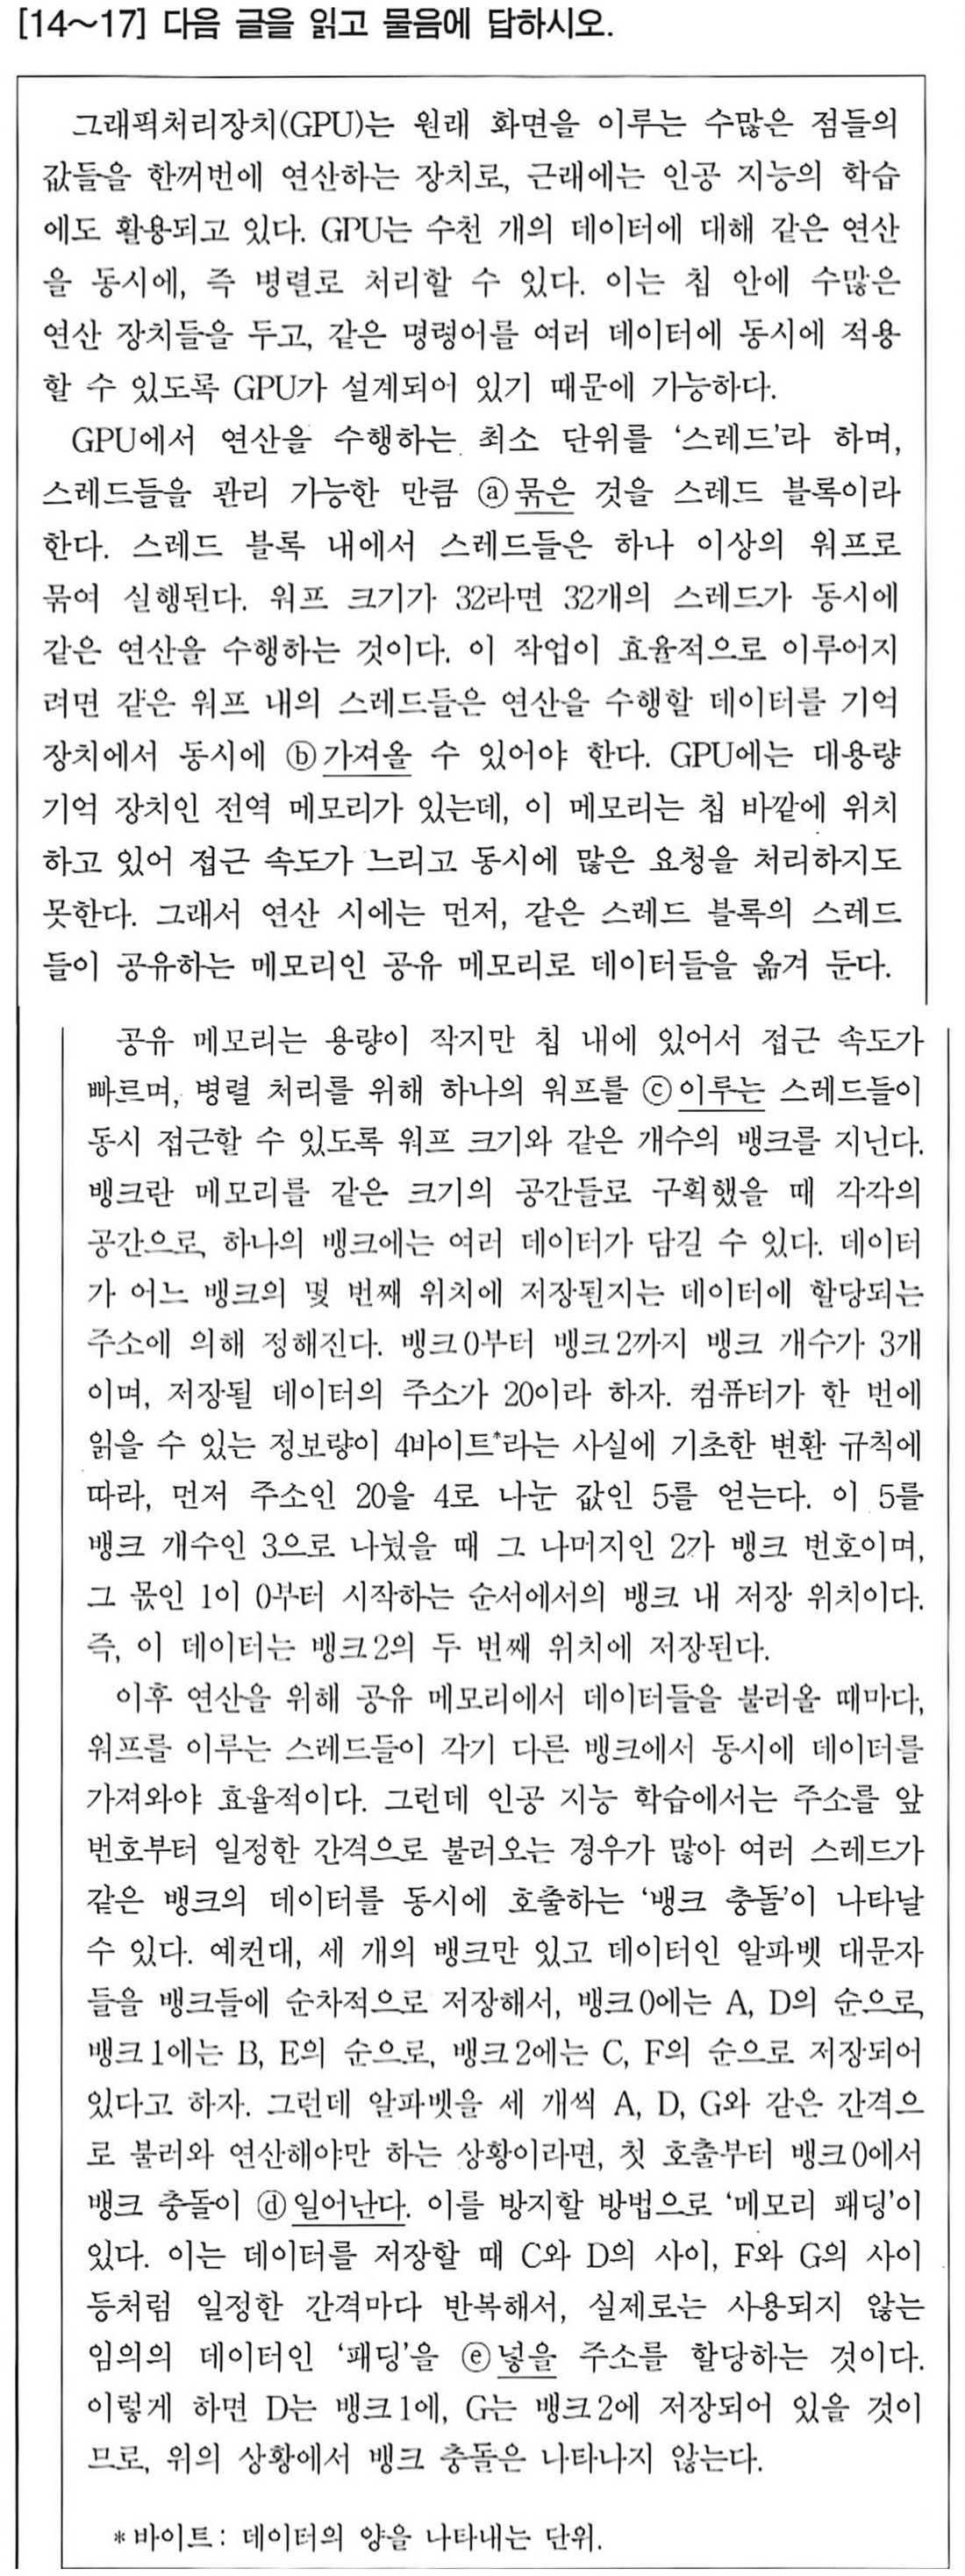 [14～17] 다음 글을 읽고 물음에 답하시오.
그래픽처리장치(GPU)는 원래 화면을 이루는 수많은 점들의
값들을 한꺼번에 연산하는 장치로, 근래에는 인공 지능의 학습
에도 활용되고 있다. GPU는 수천 개의 데이터에 대해 같은 연산
을 동시에, 즉 병렬로 처리할 수 있다. 이는 칩 안에 수많은
연산 장치들을 두고, 같은 명령어를 여러 데이터에 동시에 적용
할 수 있도록 GPU가 설계되어 있기 때문에 가능하다.
GPU에서 연산을 수행하는 최소 단위를 ‘스레드’라 하며,
스레드들을 관리 가능한 만큼 ⓐ묶은 것을 스레드 블록이라
한다. 스레드 블록 내에서 스레드들은 하나 이상의 워프로
묶여 실행된다. 워프 크기가 32라면 32개의 스레드가 동시에
같은 연산을 수행하는 것이다. 이 작업이 효율적으로 이루어지
려면 같은 워프 내의 스레드들은 연산을 수행할 데이터를 기억
장치에서 동시에 ⓑ가져올 수 있어야 한다. GPU에는 대용량
기억 장치인 전역 메모리가 있는데, 이 메모리는 칩 바깥에 위치
하고 있어 접근 속도가 느리고 동시에 많은 요청을 처리하지도
못한다. 그래서 연산 시에는 먼저, 같은 스레드 블록의 스레드
들이 공유하는 메모리인 공유 메모리로 데이터들을 옮겨 둔다.
공유 메모리는 용량이 작지만 칩 내에 있어서 접근 속도가
빠르며, 병렬 처리를 위해 하나의 워프를 ⓒ이루는 스레드들이
동시 접근할 수 있도록 워프 크기와 같은 개수의 뱅크를 지닌다.
뱅크란 메모리를 같은 크기의 공간들로 구획했을 때 각각의
공간으로, 하나의 뱅크에는 여러 데이터가 담길 수 있다. 데이터
가 어느 뱅크의 몇 번째 위치에 저장될지는 데이터에 할당되는
주소에 의해 정해진다. 뱅크0부터 뱅크2까지 뱅크 개수가 3개
이며, 저장될 데이터의 주소가 20이라 하자. 컴퓨터가 한 번에
읽을 수 있는 정보량이 4바이트*라는 사실에 기초한 변환 규칙에
따라, 먼저 주소인 20을 4로 나눈 값인 5를 얻는다. 이 5를
뱅크 개수인 3으로 나눴을 때 그 나머지인 2가 뱅크 번호이며,
그 몫인 1이 0부터 시작하는 순서에서의 뱅크 내 저장 위치이다.
즉, 이 데이터는 뱅크2의 두 번째 위치에 저장된다.
이후 연산을 위해 공유 메모리에서 데이터들을 불러올 때마다,
워프를 이루는 스레드들이 각기 다른 뱅크에서 동시에 데이터를
가져와야 효율적이다. 그런데 인공 지능 학습에서는 주소를 앞
번호부터 일정한 간격으로 불러오는 경우가 많아 여러 스레드가
같은 뱅크의 데이터를 동시에 호출하는 ‘뱅크 충돌’이 나타날
수 있다. 예컨대, 세 개의 뱅크만 있고 데이터인 알파벳 대문자
들을 뱅크들에 순차적으로 저장해서, 뱅크0에는 A, D의 순으로,
뱅크1에는 B, E의 순으로, 뱅크2에는 C, F의 순으로 저장되어
있다고 하자. 그런데 알파벳을 세 개씩 A, D, G와 같은 간격으
로 불러와 연산해야만 하는 상황이라면, 첫 호출부터 뱅크0에서
뱅크 충돌이 ⓓ일어난다. 이를 방지할 방법으로 ‘메모리 패딩’이
있다. 이는 데이터를 저장할 때 C와 D의 사이, F와 G의 사이
등처럼 일정한 간격마다 반복해서, 실제로는 사용되지 않는
임의의 데이터인 ‘패딩’을 ⓔ넣을 주소를 할당하는 것이다.
이렇게 하면 D는 뱅크1에, G는 뱅크2에 저장되어 있을 것이
므로, 위의 상황에서 뱅크 충돌은 나타나지 않는다.
*바이트: 데이터의 양을 나타내는 단위.